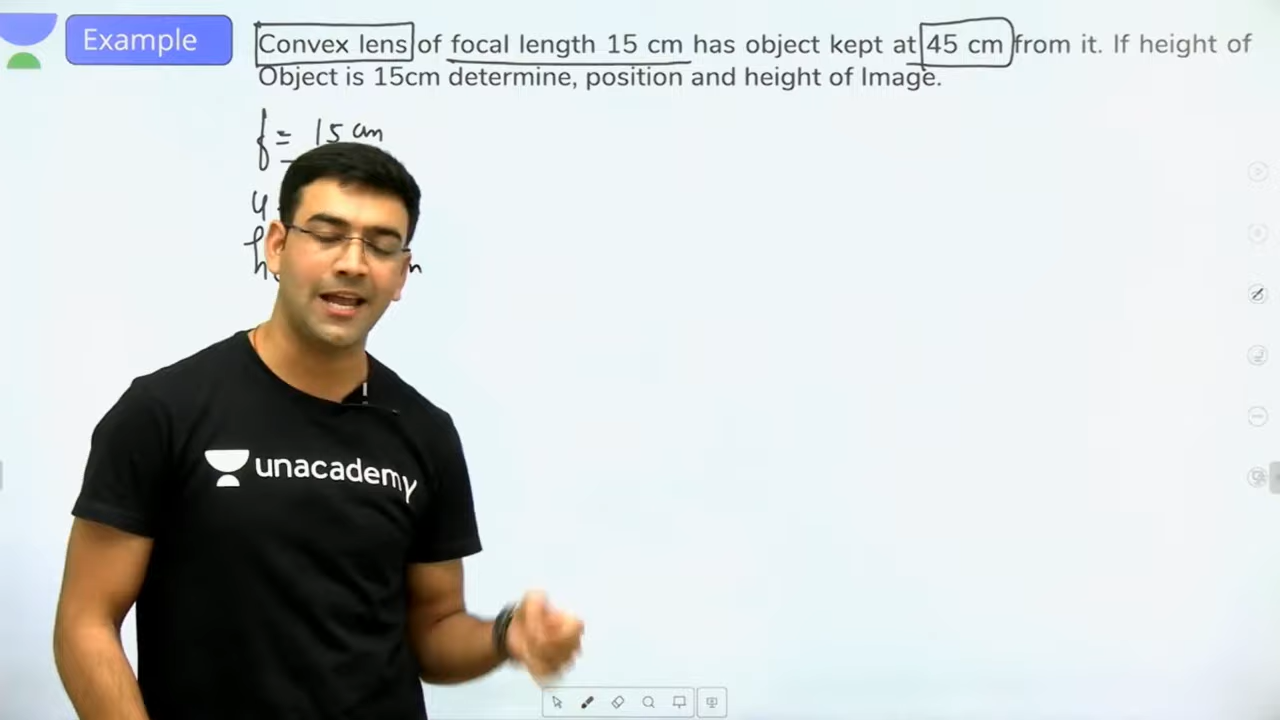 Example
Convex lens of focal length 15 cm has object kept at 45 cm from it. If height of
Object is 15cm determine, position and height of Image.
f = 15 cm
u
h
unacademy